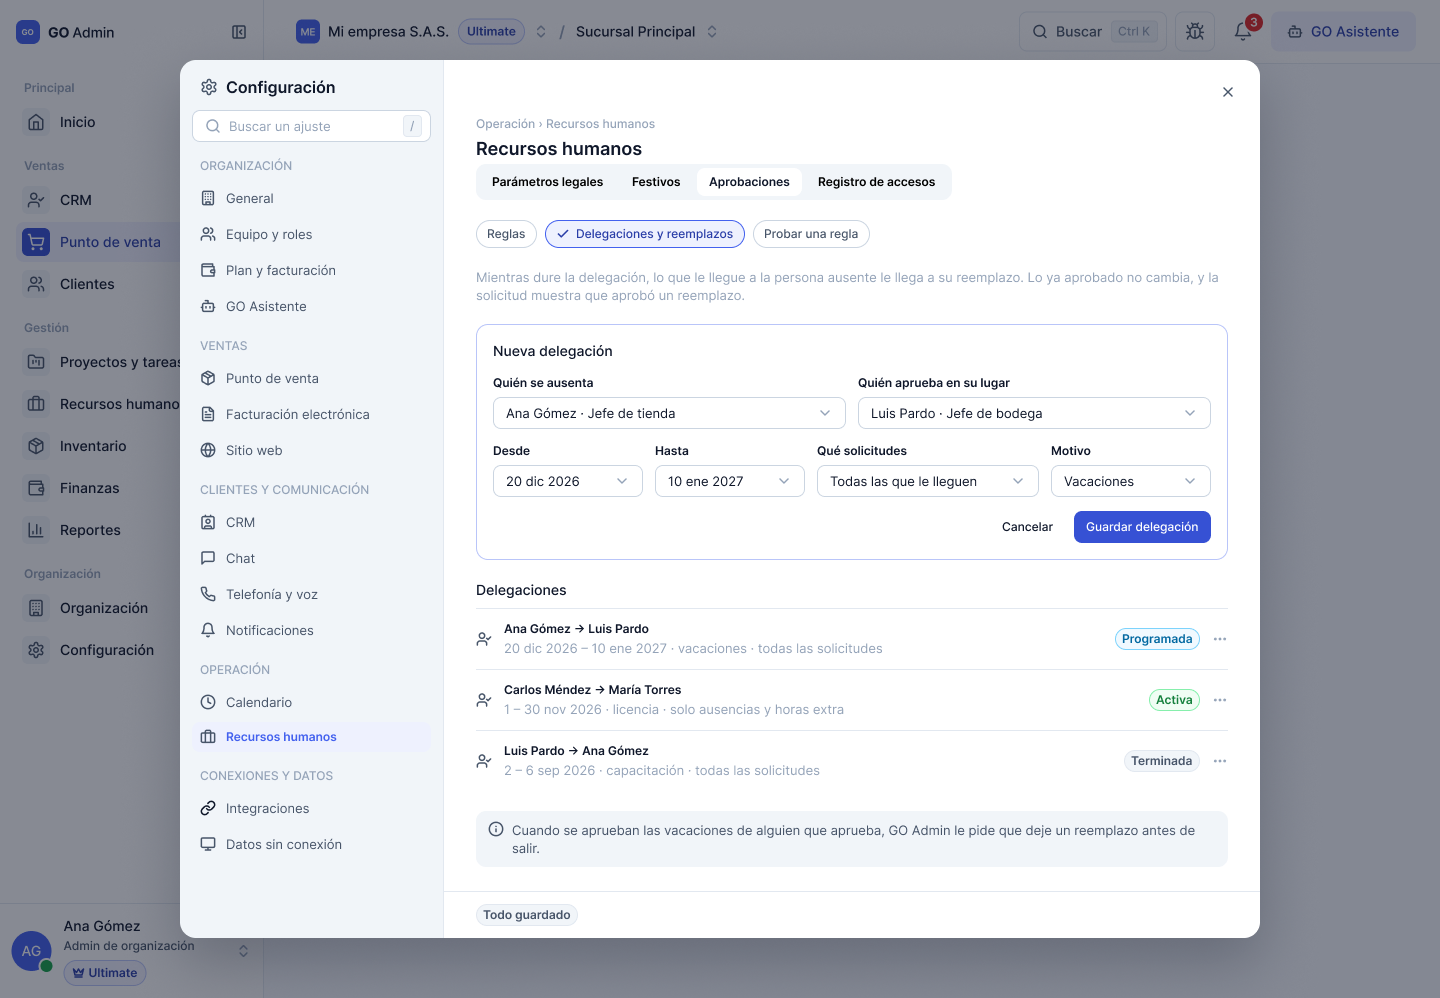 GO
GO Admin
ME
Mi empresa S.A.S.
Ultimate
/
Sucursal Principal
Buscar
Ctrl K
3
GO Asistente
Principal
Inicio
Ventas
CRM
Punto de venta
Clientes
Gestión
Proyectos y tareas
Recursos humano
Inventario
Finanzas
Reportes
Organización
Organización
Configuración
AG
Ana Gómez
Admin de organización
Ultimate
Configuración
Buscar un ajuste
/
ORGANIZACIÓN
General
Equipo y roles
Plan y facturación
GO Asistente
VENTAS
Punto de venta
Facturación electrónica
Sitio web
CLIENTES Y COMUNICACIÓN
CRM
Chat
Telefonía y voz
Notificaciones
OPERACIÓN
Calendario
Recursos humanos
CONEXIONES Y DATOS
Integraciones
Datos sin conexión
Operación › Recursos humanos
Recursos humanos
Parámetros legales
Festivos
Aprobaciones
Registro de accesos
Reglas
Delegaciones y reemplazos
Probar una regla
Mientras dure la delegación, lo que le llegue a la persona ausente le llega a su reemplazo. Lo ya aprobado no cambia, y la
solicitud muestra que aprobó un reemplazo.
Nueva delegación
Quién se ausenta
Quién aprueba en su lugar
Ana Gómez · Jefe de tienda
Luis Pardo · Jefe de bodega
Desde
Hasta
Qué solicitudes
Motivo
20 dic 2026
10 ene 2027
Todas las que le lleguen
Vacaciones
Cancelar
Guardar delegación
Delegaciones
Ana Gómez → Luis Pardo
20 dic 2026 – 10 ene 2027 · vacaciones · todas las solicitudes
Programada
Carlos Méndez → María Torres
1 – 30 nov 2026 · licencia · solo ausencias y horas extra
Activa
Luis Pardo → Ana Gómez
2 – 6 sep 2026 · capacitación · todas las solicitudes
Terminada
Cuando se aprueban las vacaciones de alguien que aprueba, GO Admin le pide que deje un reemplazo antes de
salir.
Todo guardado